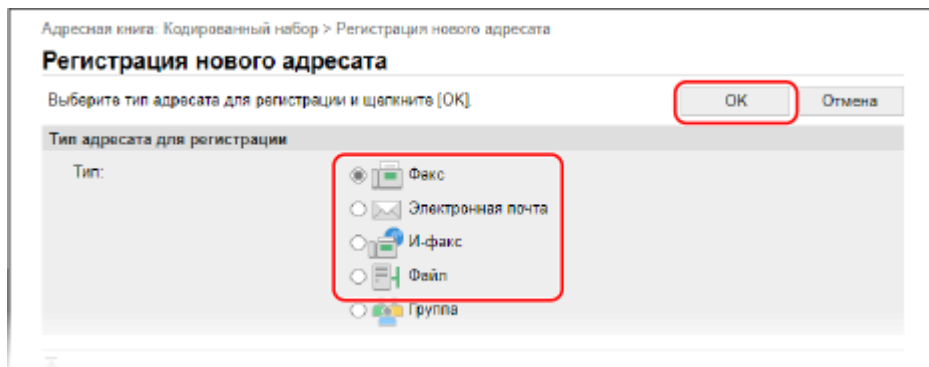 Адресная книга: Кодированный набор > Регистрация нового адресата
Регистрация нового адресата
Выберите тип адресата для регистрации и щелкните [OK].
OK
Отмена
Тип адресата для регистрации
Тип:
Факс
Электронная почта
И-факс
Файл
Группа